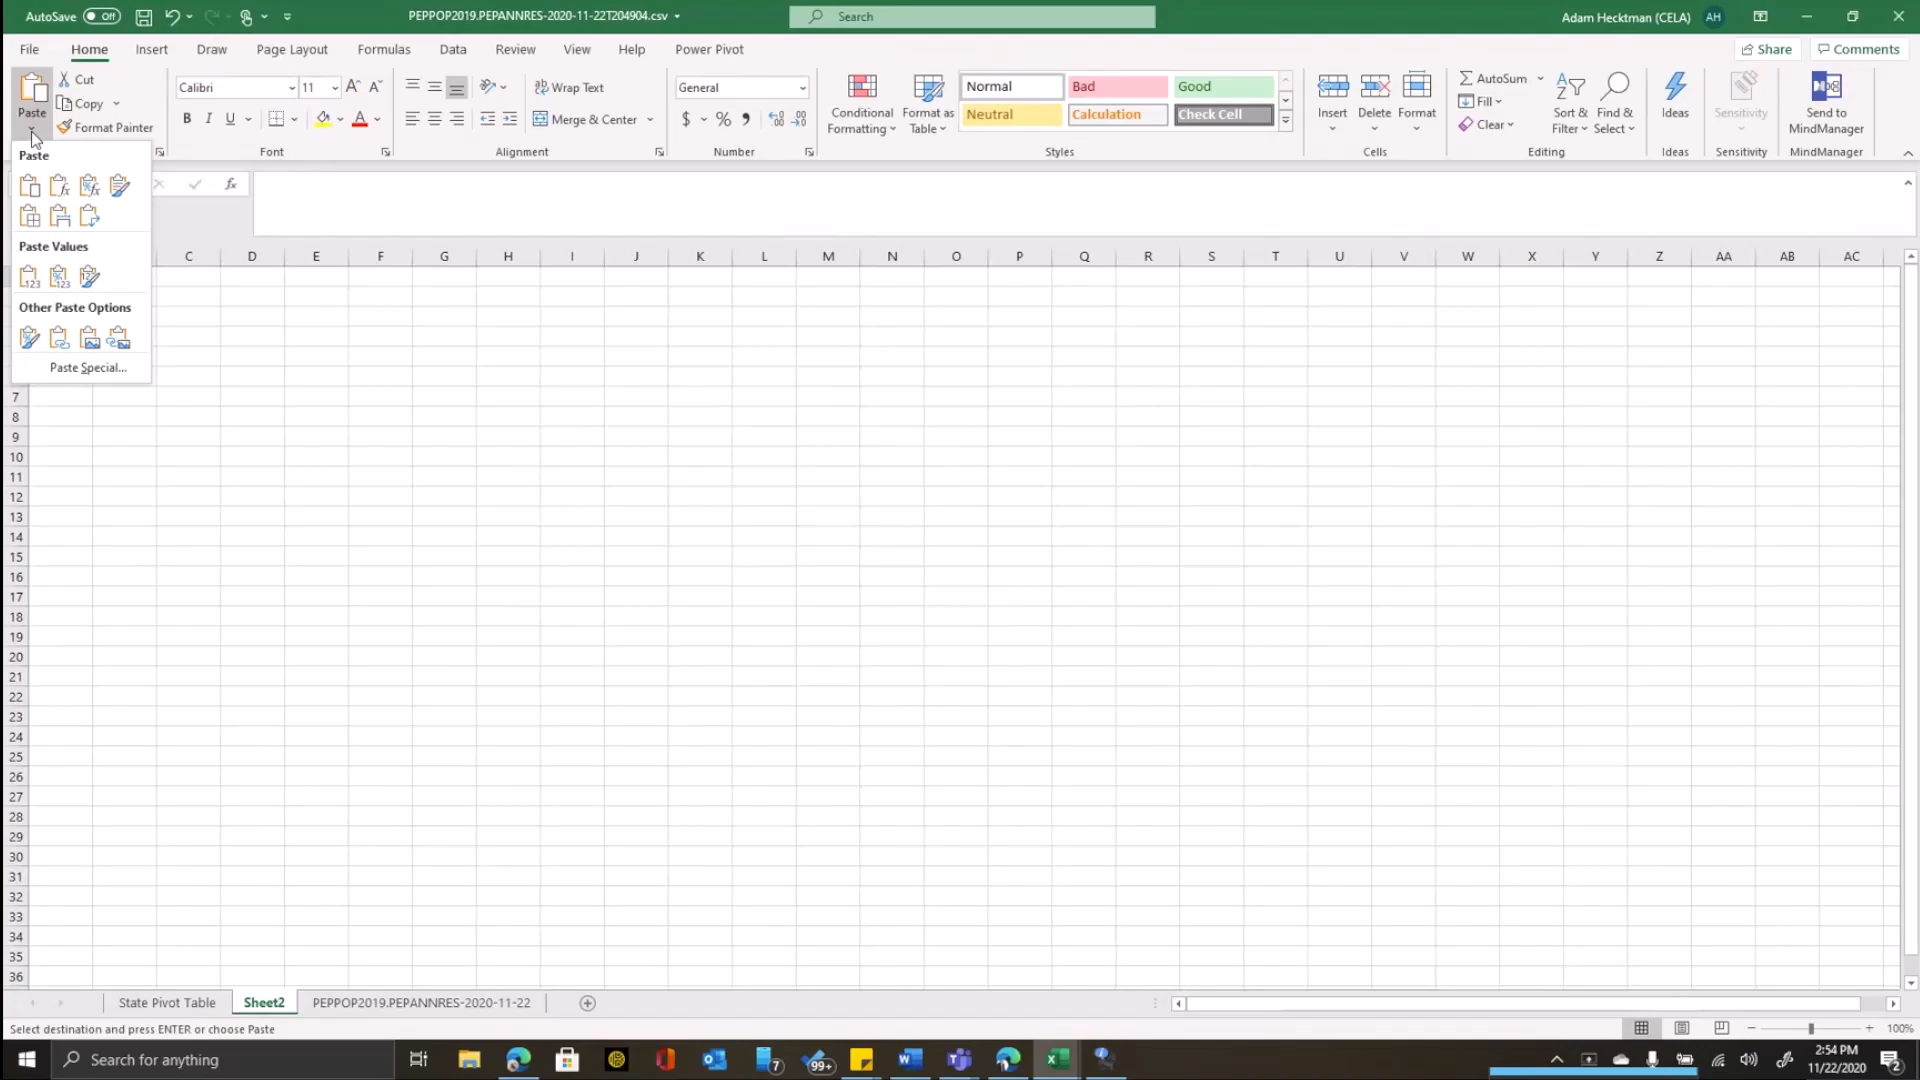 AutoSave Off PEPPOP2019.PEPANNRES-2020-11-22T204904.csv Search Adam Hecktman (CELA) AH
File Home Insert Draw Page Layout Formulas Data Review View Help Power Pivot Share Comments
Paste
Cut
Copy
Format Painter
Calibri 11
B I U A
Font
Wrap Text
Merge & Center
Alignment
General
$ % ,
Number
Conditional Formatting
Format as Table
Normal Bad Good
Neutral Calculation Check Cell
Styles
Insert Delete Format
Cells
AutoSum
Fill
Clear
Sort & Filter
Find & Select
Editing
Ideas
Ideas
Sensitivity
Sensitivity
Send to MindManager
MindManager
Paste
Paste Values
Other Paste Options
Paste Special...
fx
C D E F G H I J K L M N O P Q R S T U V W X Y Z AA AB AC
7
8
9
10
11
12
13
14
15
16
17
18
19
20
21
22
23
24
25
26
27
28
29
30
31
32
33
34
35
36
State Pivot Table Sheet2 PEPPOP2019.PEPANNRES-2020-11-22
Select destination and press ENTER or choose Paste 100%
Search for anything 7 99+ 2:54 PM
11/22/2020 2